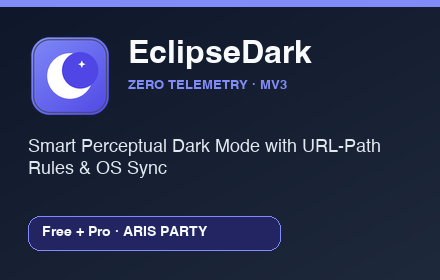 EclipseDark
ZERO TELEMETRY · MV3
Smart Perceptual Dark Mode with URL-Path
Rules & OS Sync
Free + Pro · ARIS PARTY